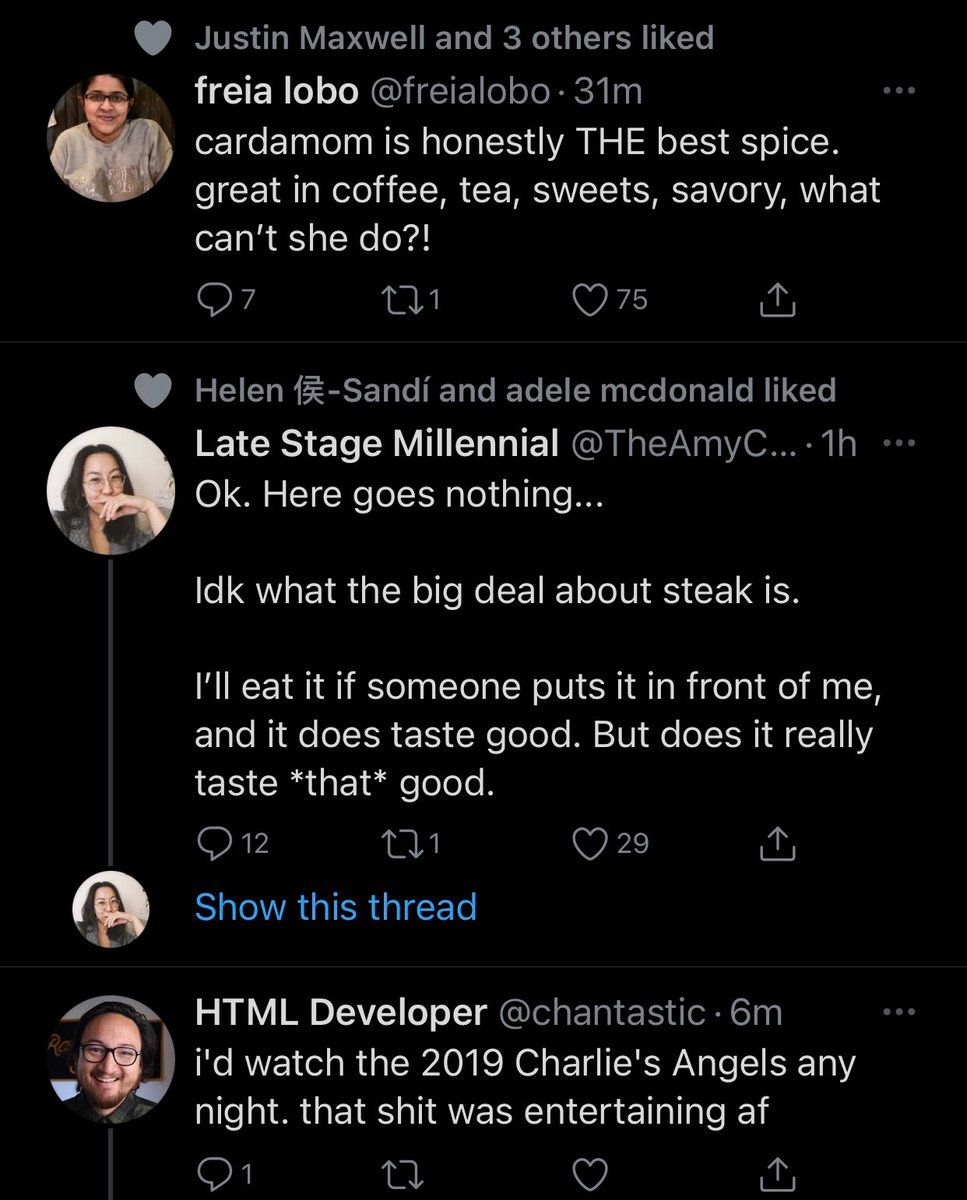 Justin Maxwell and 3 others liked
freia lobo @freialobo · 31m
cardamom is honestly THE best spice.
great in coffee, tea, sweets, savory, what
can't she do?!
7 1 75
Helen 侯-Sandí and adele mcdonald liked
Late Stage Millennial @TheAmyC... · 1h
Ok. Here goes nothing...
Idk what the big deal about steak is.
I'll eat it if someone puts it in front of me,
and it does taste good. But does it really
taste *that* good.
12 1 29
Show this thread
HTML Developer @chantastic · 6m
i'd watch the 2019 Charlie's Angels any
night. that shit was entertaining af
1